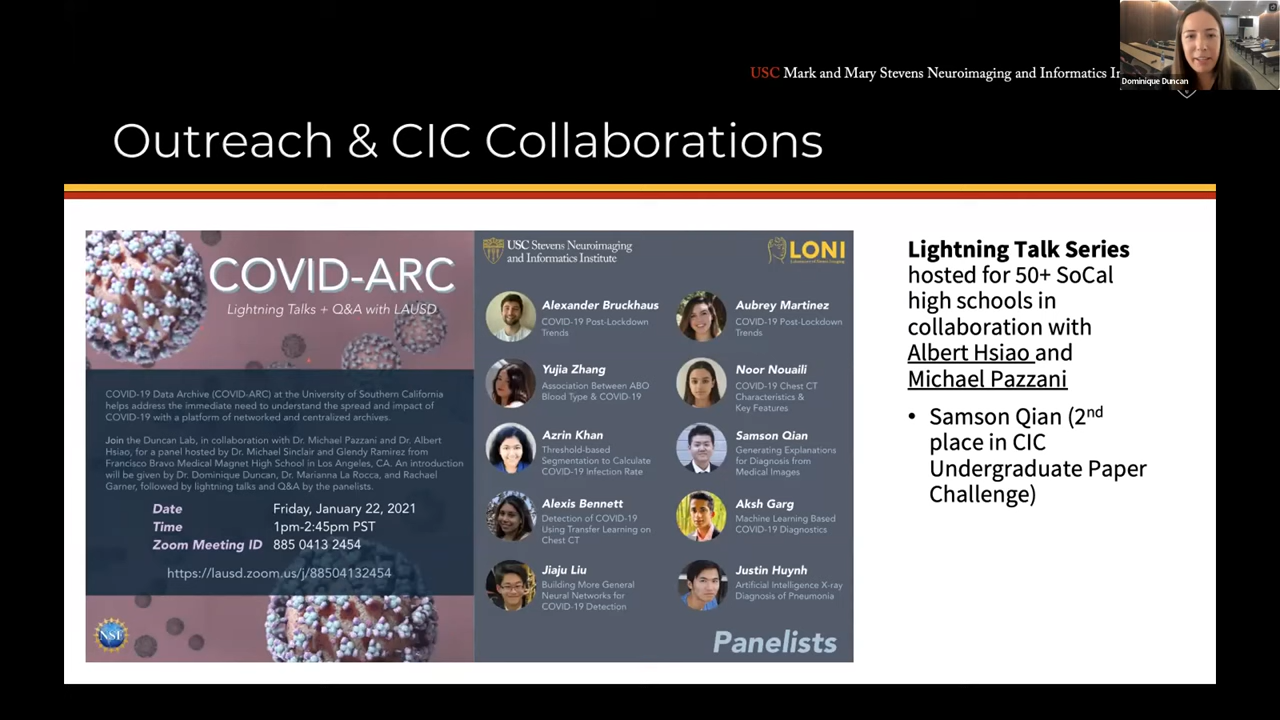 USC Mark and Mary Stevens Neuroimaging and Informatics
Dominique Duncan
Outreach & CIC Collaborations
COVID-ARC
Lightning Talks + Q&A with LAUSD
COVID-19 Data Archive (COVID-ARC) at the University of Southern California
helps address the immediate need to understand the spread and impact of
COVID-19 with a platform of networked and centralized archives.
Join the Duncan Lab, in collaboration with Dr. Michael Pazzani and Dr. Albert
Hsiao, for a panel hosted by Dr. Michael Sinclair and Glendy Ramirez from
Francisco Bravo Medical Magnet High School in Los Angeles, CA. An introduction
will be given by Dr. Dominique Duncan, Dr. Marianna La Rocca, and Rachael
Garner, followed by lightning talks and Q&A by the panelists.
Date Friday, January 22, 2021
Time 1pm-2:45pm PST
Zoom Meeting ID 885 0413 2454
https://lausd.zoom.us/j/88504132454
NSF
USC Stevens Neuroimaging
and Informatics Institute
LONI
Alexander Bruckhaus
COVID-19 Post-Lockdown
Trends
Aubrey Martinez
COVID-19 Post-Lockdown
Trends
Yujia Zhang
Association Between ABO
Blood Type & COVID-19
Noor Nouaili
COVID-19 Chest CT
Characteristics &
Key Features
Azrin Khan
Threshold-based
Segmentation to Calculate
COVID-19 Infection Rate
Samson Qian
Generating Explanations
for Diagnosis from
Medical Images
Alexis Bennett
Detection of COVID-19
Using Transfer Learning on
Chest CT
Aksh Garg
Machine Learning Based
COVID-19 Diagnostics
Jiaju Liu
Building More General
Neural Networks for
COVID-19 Detection
Justin Huynh
Artificial Intelligence X-ray
Diagnosis of Pneumonia
Panelists
Lightning Talk Series
hosted for 50+ SoCal
high schools in
collaboration with
Albert Hsiao and
Michael Pazzani
• Samson Qian (2nd
place in CIC
Undergraduate Paper
Challenge)